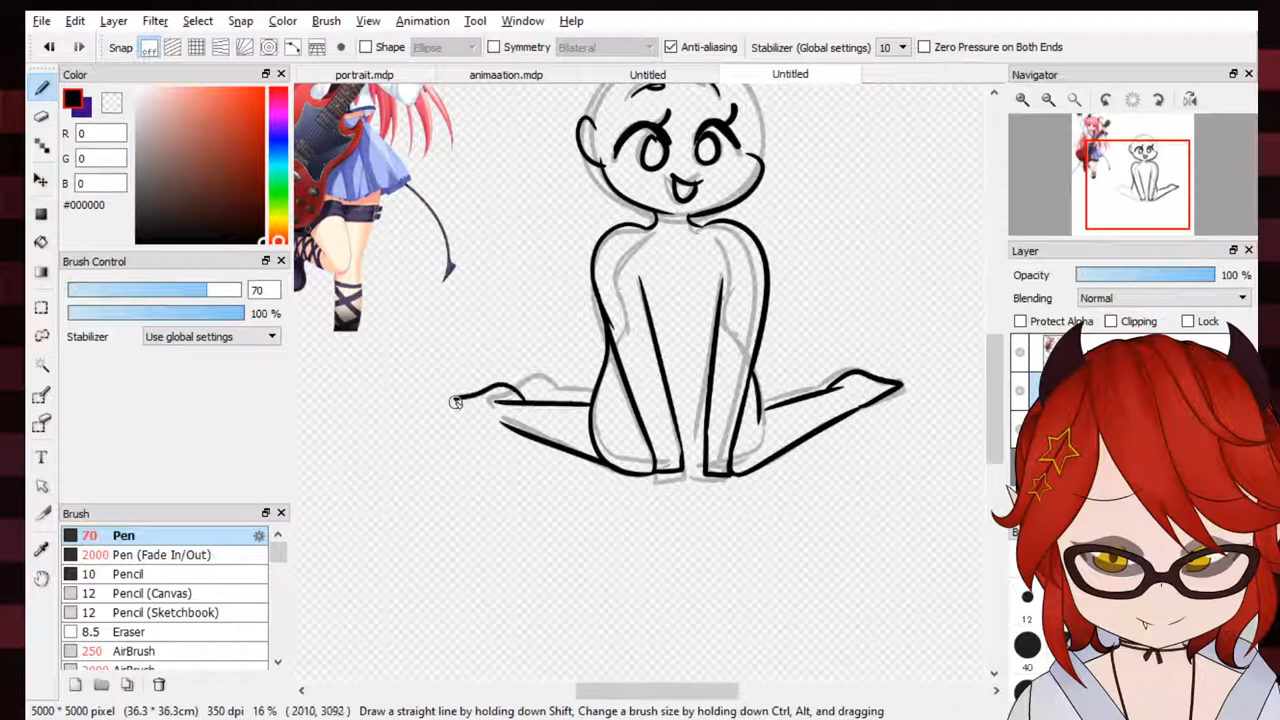 File Edit Layer Filter Select Snap Color Brush View Animation Tool Window Help
Snap off Shape Ellipse Symmetry Bilateral Anti-aliasing Stabilizer (Global settings) 10 Zero Pressure on Both Ends
Color
portrait.mdp animaation.mdp Untitled Untitled
Navigator
R 0
G 0
B 0
#000000
Brush Control
70
100 %
Stabilizer Use global settings
Layer
Opacity 100 %
Blending Normal
Protect Alpha Clipping Lock
Brush
70 Pen
2000 Pen (Fade In/Out)
10 Pencil
12 Pencil (Canvas)
12 Pencil (Sketchbook)
8.5 Eraser
250 AirBrush
AirBrush
12
40
5000 * 5000 pixel (36.3 * 36.3cm) 350 dpi 16 % ( 2010, 3092 ) Draw a straight line by holding down Shift, Change a brush size by holding down Ctrl, Alt, and dragging